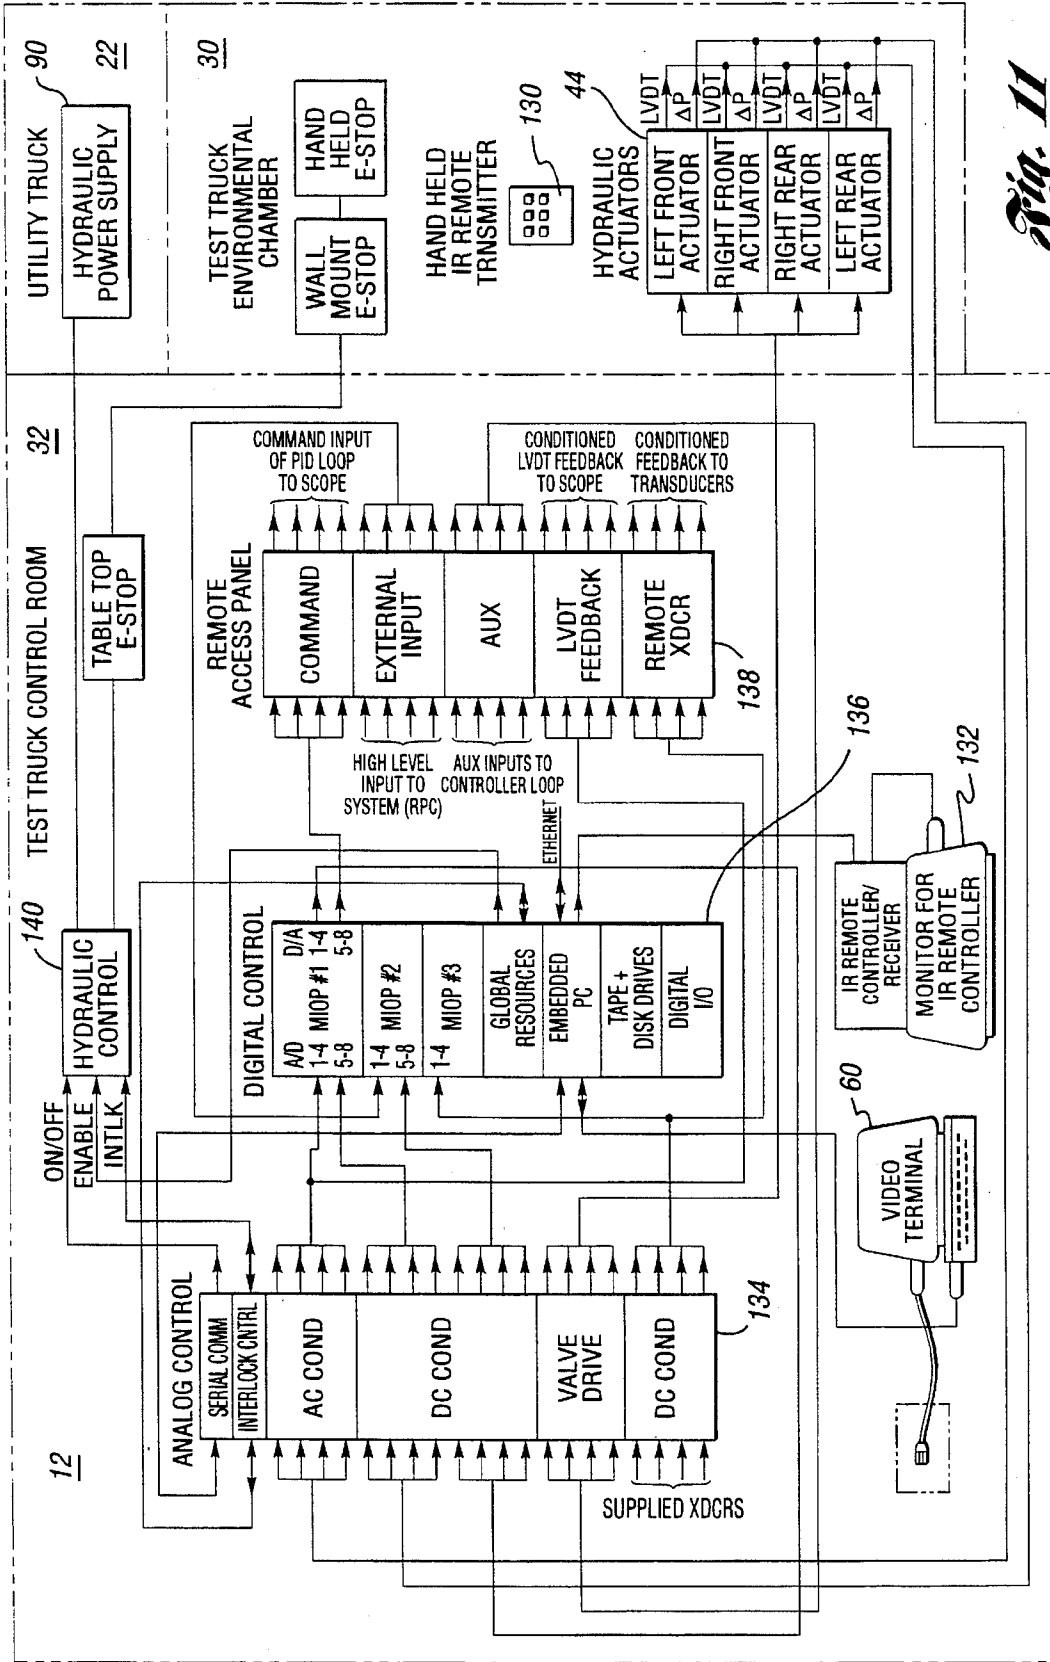 12
TEST TRUCK CONTROL ROOM
32
UTILITY TRUCK
90
HYDRAULIC
POWER SUPPLY
22
140
ON/OFF
ENABLE
INTLK
HYDRAULIC
CONTROL
TABLE TOP
E-STOP
TEST TRUCK
ENVIRONMENTAL
CHAMBER
30
WALL
MOUNT
E-STOP
HAND
HELD
E-STOP
ANALOG CONTROL
SERIAL COMM
INTERLOCK CNTRL
AC COND
DC COND
VALVE
DRIVE
DC COND
134
SUPPLIED XDCRS
DIGITAL CONTROL
A/D
MIOP #1
D/A
1-4
1-4
5-8
5-8
1-4
MIOP #2
5-8
1-4
MIOP #3
GLOBAL
RESOURCES
EMBEDDED
PC
TAPE +
DISK DRIVES
DIGITAL
I/O
136
ETHERNET
REMOTE
ACCESS PANEL
COMMAND
EXTERNAL
INPUT
AUX
LVDT
FEEDBACK
REMOTE
XDCR
138
HIGH LEVEL
INPUT TO
SYSTEM (RPC)
AUX INPUTS TO
CONTROLLER LOOP
COMMAND INPUT
OF PID LOOP
TO SCOPE
CONDITIONED
LVDT FEEDBACK
TO SCOPE
CONDITIONED
FEEDBACK TO
TRANSDUCERS
HAND HELD
IR REMOTE
TRNSMITTER
130
HYDRAULIC
ACTUATORS
44
LEFT FRONT
ACTUATOR
RIGHT FRONT
ACTUATOR
RIGHT REAR
ACTUATOR
LEFT REAR
ACTUATOR
LVDT
ΔP
LVDT
ΔP
LVDT
ΔP
LVDT
ΔP
VIDEO
TERMINAL
60
IR REMOTE
CONTROLLER/
RECEIVER
MONITOR FOR
IR REMOTE
CONTROLLER
132
Fig. 11